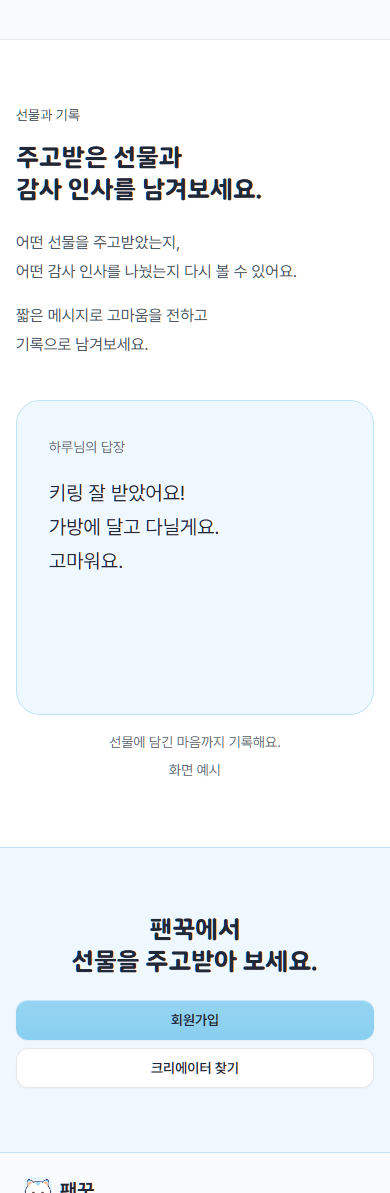 선물과 기록
주고받은 선물과
감사 인사를 남겨보세요.
어떤 선물을 주고받았는지,
어떤 감사 인사를 나눴는지 다시 볼 수 있어요.
짧은 메시지로 고마움을 전하고
기록으로 남겨보세요.
하루님의 답장
키링 잘 받았어요!
가방에 달고 다닐게요.
고마워요.
선물에 담긴 마음까지 기록해요.
화면 예시
팬꾹에서
선물을 주고받아 보세요.
회원가입
크리에이터 찾기
팬꾹